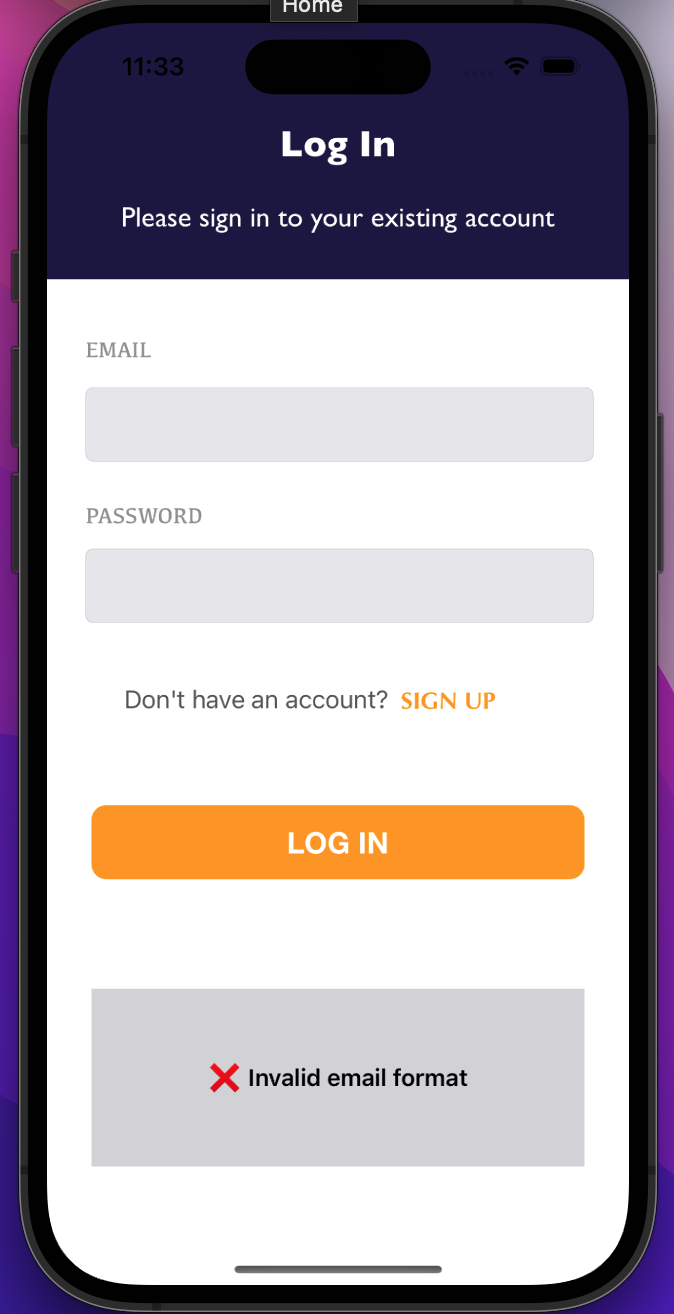 Home
11:33
Log In
Please sign in to your existing account
EMAIL
PASSWORD
Don't have an account? SIGN UP
LOG IN
❌ Invalid email format